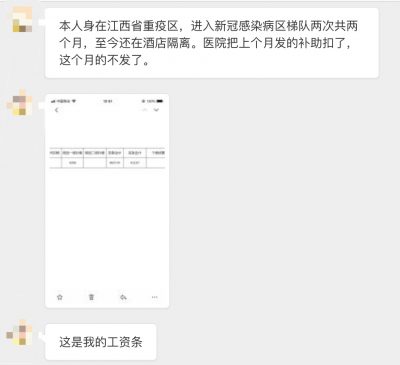 本人身在江西省重疫区，进入新冠感染病区梯队两次共两
个月，至今还在酒店隔离。医院把上个月发的补助扣了，
这个月的不发了。
这是我的工资条